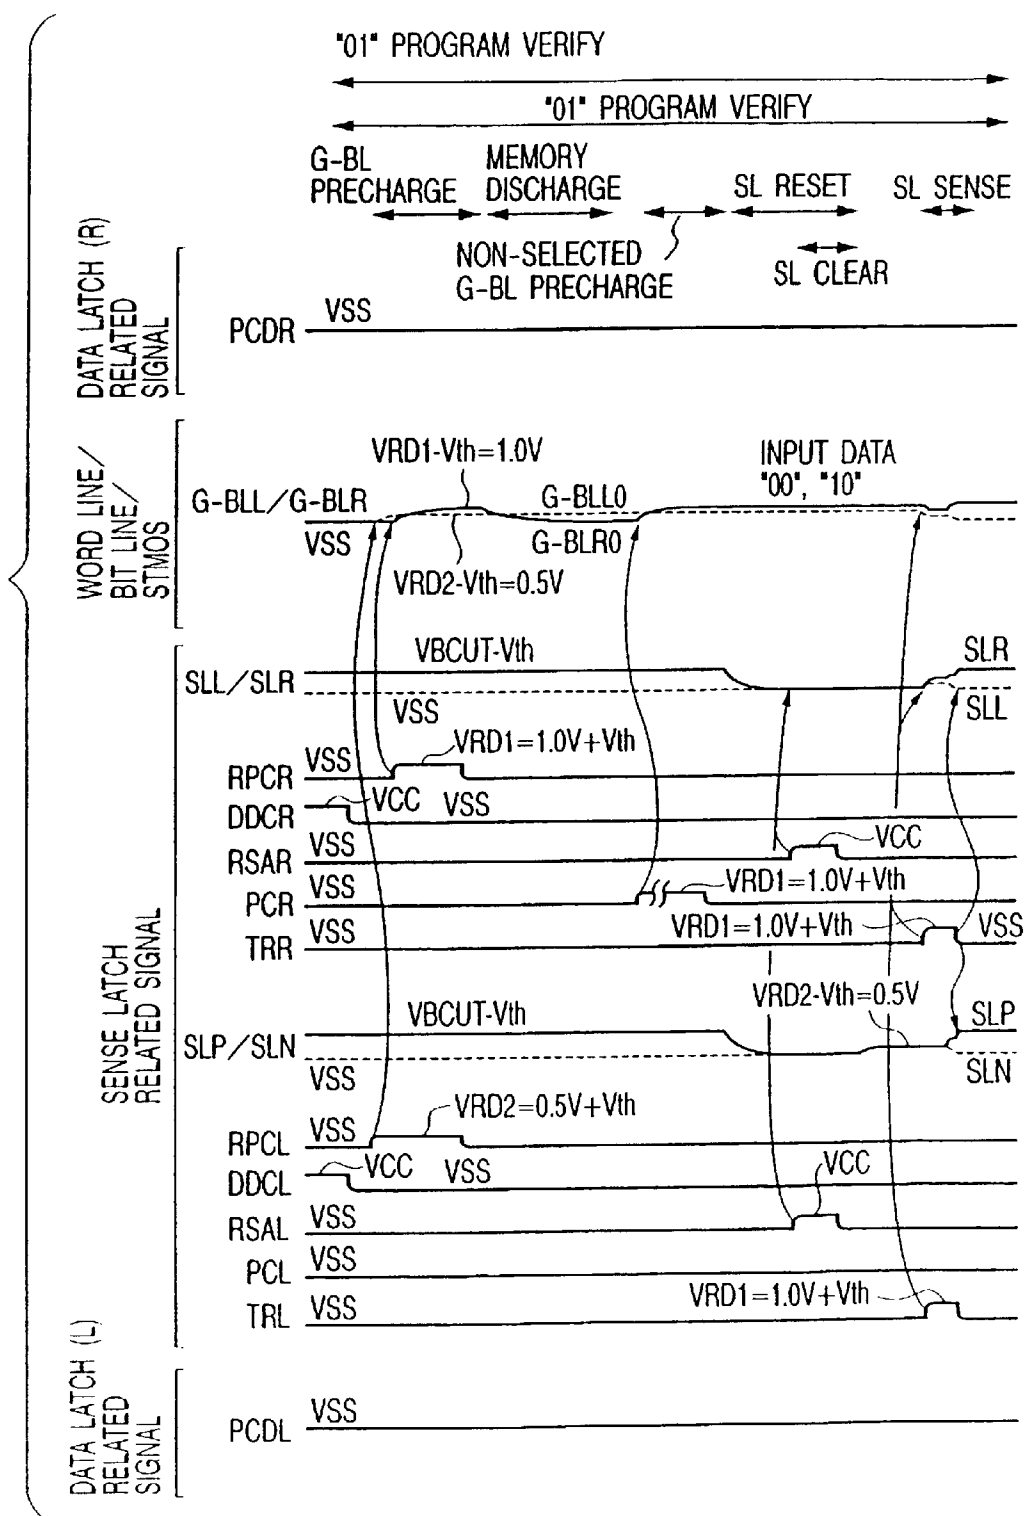 "01" PROGRAM VERIFY
"01" PROGRAM VERIFY
G-BL
PRECHARGE
MEMORY
DISCHARGE
SL RESET
SL SENSE
NON-SELECTED
G-BL PRECHARGE
SL CLEAR
DATA LATCH (R)
RELATED
SIGNAL
PCDR
VSS
WORD LINE/
BIT LINE/
STMOS
VRD1-Vth=1.0V
INPUT DATA
"00", "10"
G-BLL/G-BLR
G-BLL0
VSS
G-BLR0
VRD2-Vth=0.5V
SENSE LATCH
RELATED SIGNAL
VBCUT-Vth
SLR
SLL/SLR
VSS
SLL
RPCR
VSS
VRD1=1.0V+Vth
DDCR
VCC
VSS
RSAR
VSS
VCC
PCR
VSS
VRD1=1.0V+Vth
TRR
VSS
VRD1=1.0V+Vth
VSS
VRD2-Vth=0.5V
VBCUT-Vth
SLP
SLP/SLN
VSS
SLN
RPCL
VSS
VRD2=0.5V+Vth
DDCL
VCC
VSS
RSAL
VSS
VCC
PCL
VSS
TRL
VSS
VRD1=1.0V+Vth
DATA LATCH (L)
RELATED
SIGNAL
PCDL
VSS